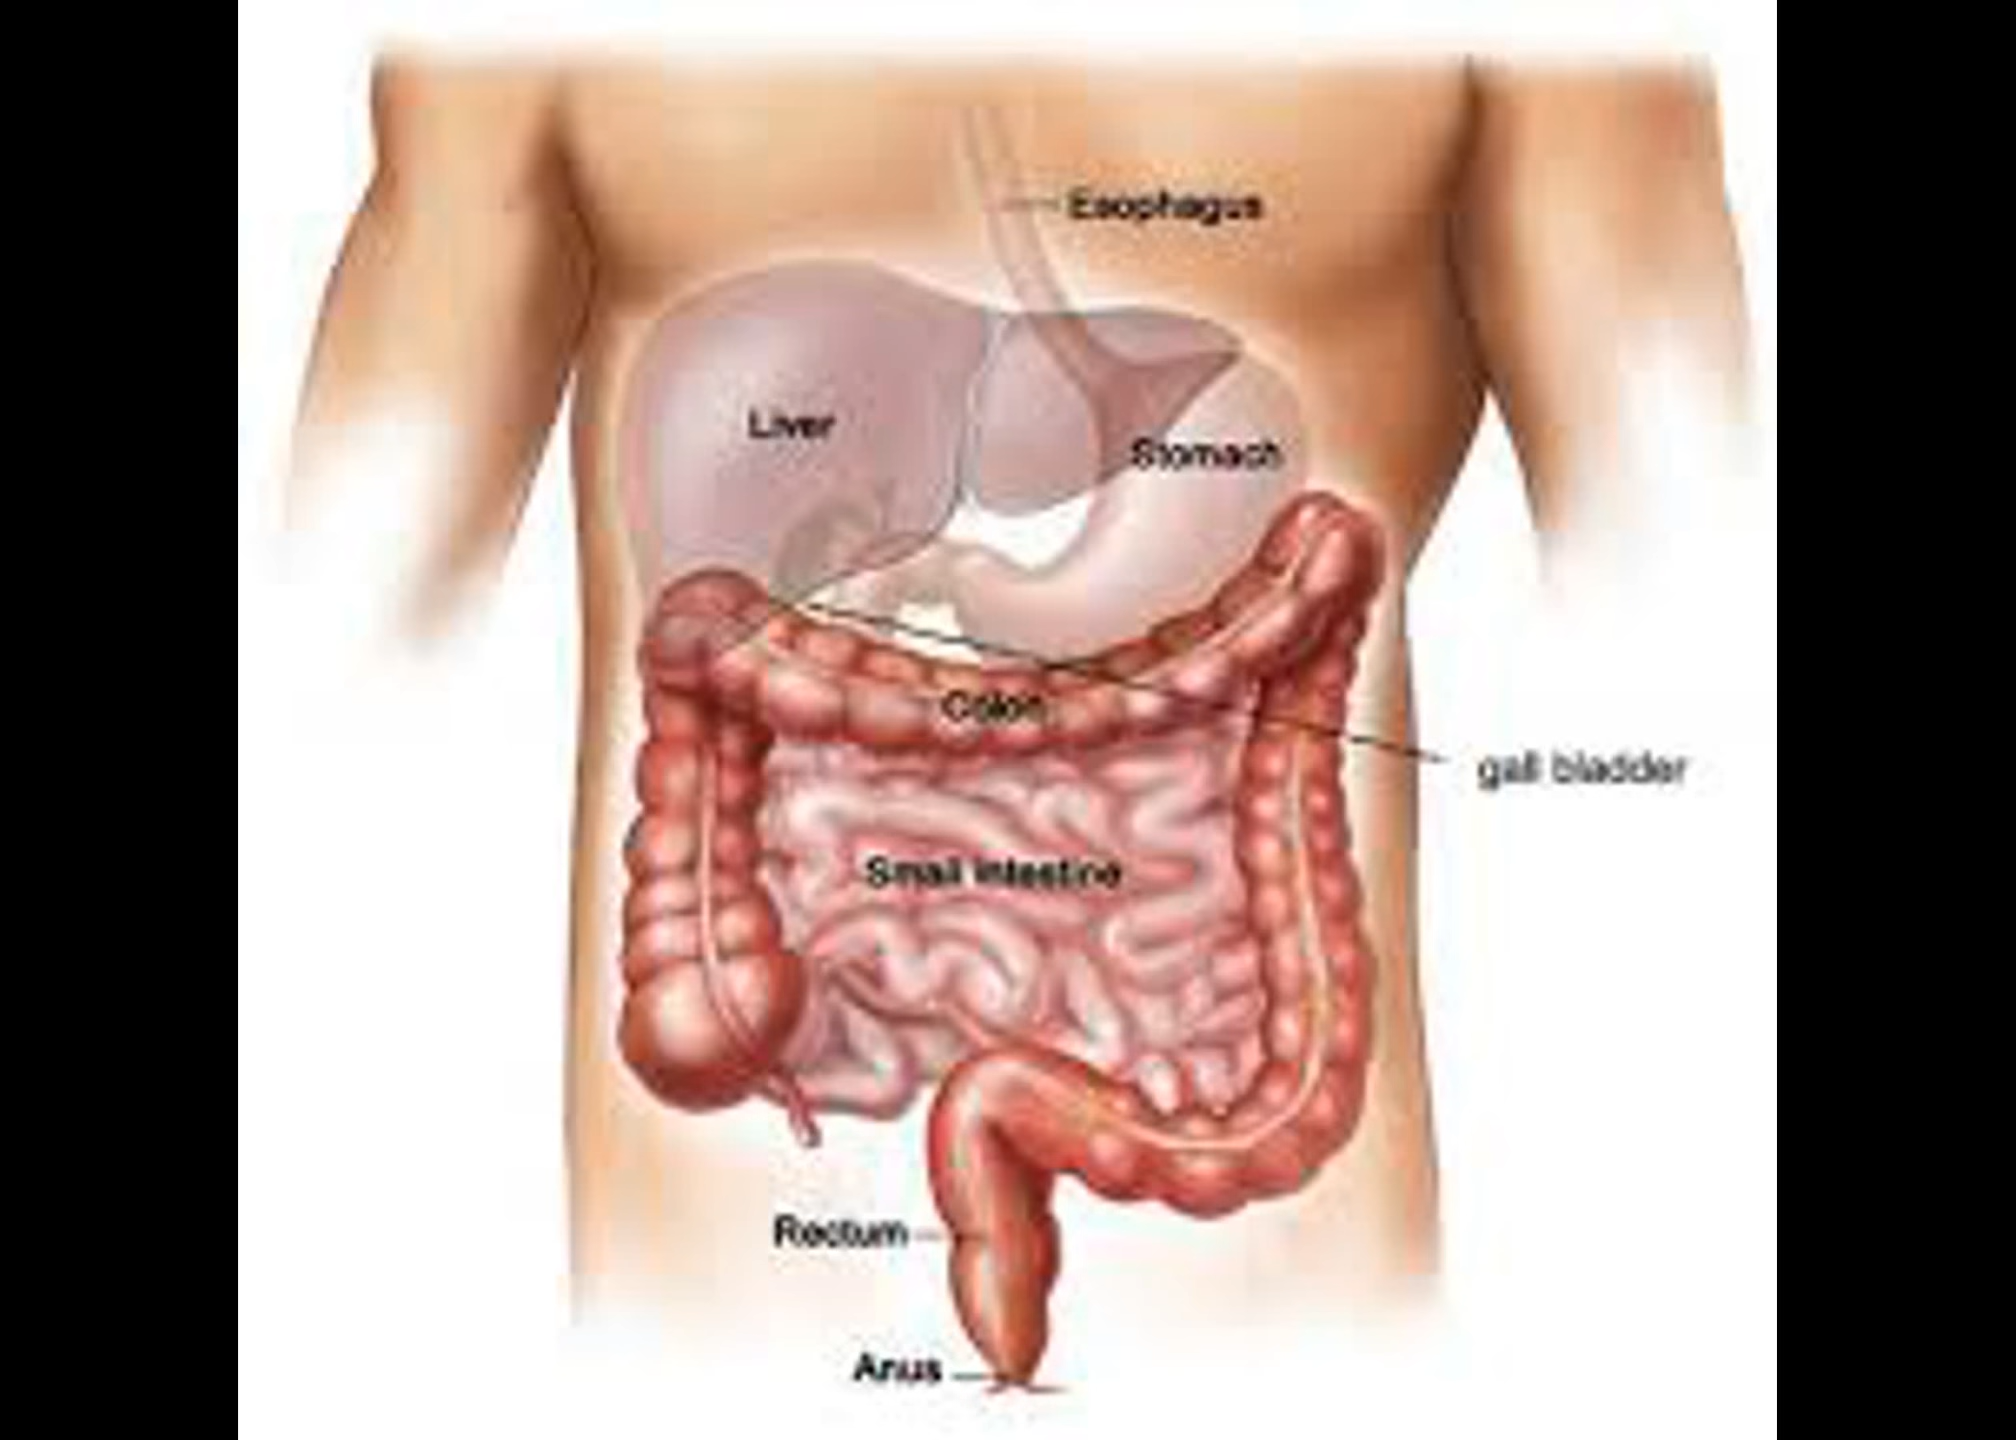 Esophagus
Liver
Stomach
Colon
gall bladder
Small Intestine
Rectum
Anus